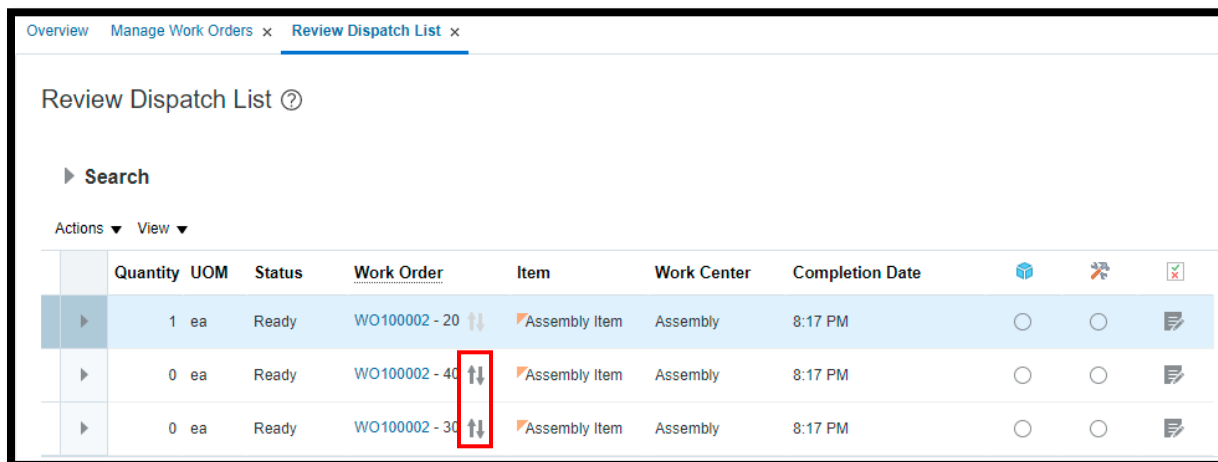 Overview Manage Work Orders x Review Dispatch List x
Review Dispatch List ?
Search
Actions View
Quantity UOM Status Work Order Item Work Center Completion Date
1 ea Ready WO100002 - 20 Assembly Item Assembly 8:17 PM
0 ea Ready WO100002 - 40 Assembly Item Assembly 8:17 PM
0 ea Ready WO100002 - 30 Assembly Item Assembly 8:17 PM